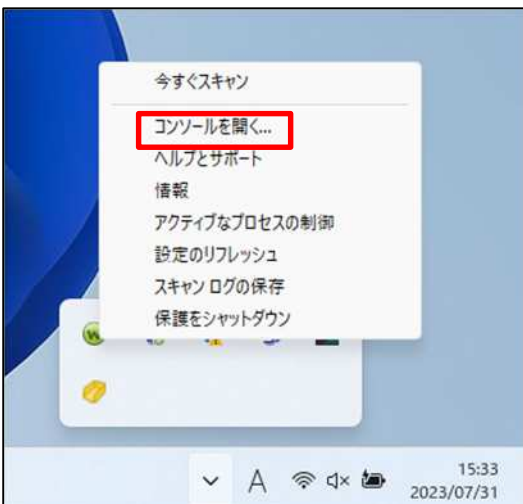 今すぐスキャン
コンソールを開く...
ヘルプとサポート
情報
アクティブなプロセスの制御
設定のリフレッシュ
スキャン ログの保存
保護をシャットダウン
A
15:33
2023/07/31